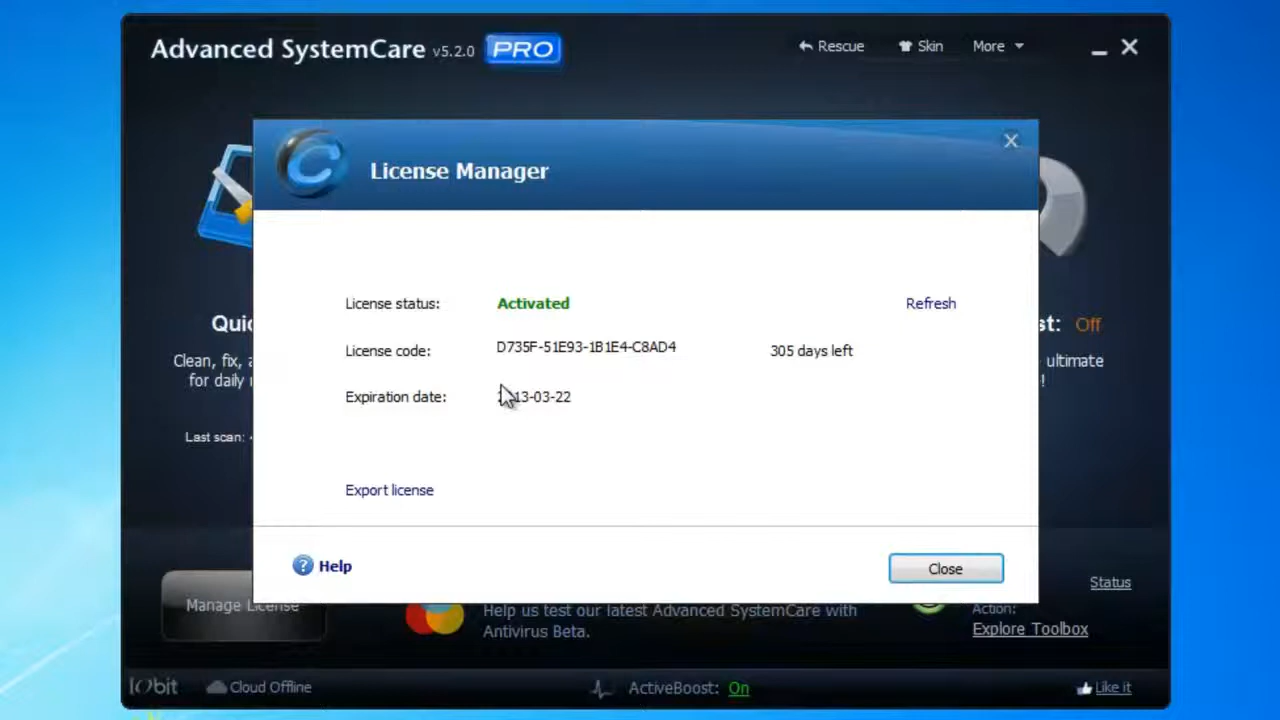 Advanced SystemCare v5.2.0 PRO
Rescue Skin More
License Manager
License status: Activated Refresh
License code: D735F-51E93-1B1E4-C8AD4 305 days left
Expiration date: 13-03-22
Export license
Help Close
Off
Clean, fix,
for daily
ultimate
Last scan:
Manage License
Help us test our latest Advanced SystemCare with
Antivirus Beta.
Status
Action:
Explore Toolbox
IObit Cloud Offline ActiveBoost: On Like it